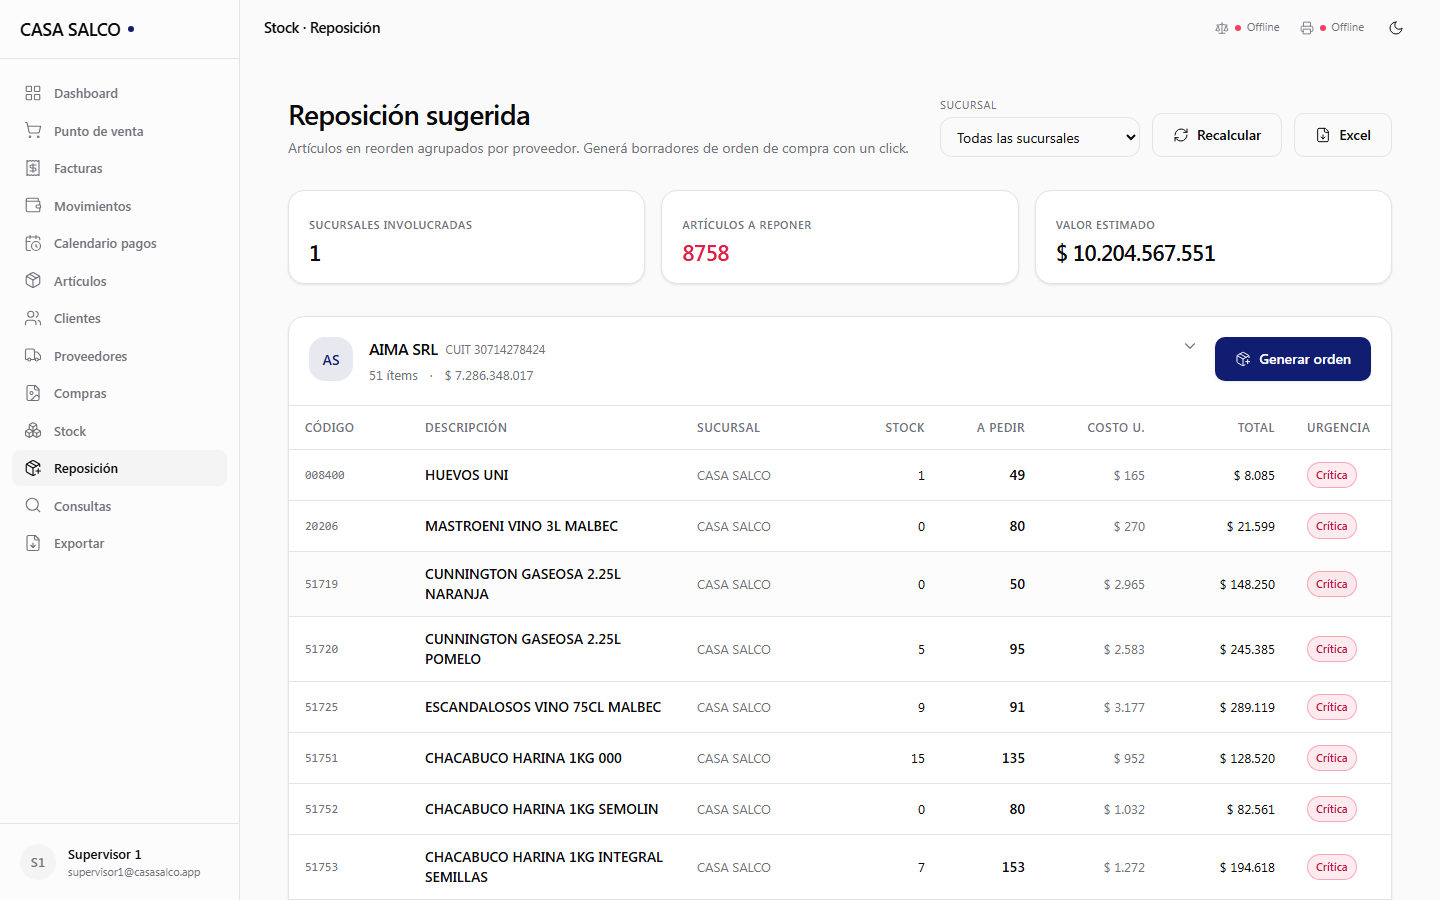 CASA SALCO
Dashboard
Punto de venta
Facturas
Movimientos
Calendario pagos
Artículos
Clientes
Proveedores
Compras
Stock
Reposición
Consultas
Exportar
S1
Supervisor 1
supervisor1@casasalco.app
Stock · Reposición
Offline
Offline
Reposición sugerida
Artículos en reorden agrupados por proveedor. Generá borradores de orden de compra con un click.
SUCURSAL
Todas las sucursales
Recalcular
Excel
SUCURSALES INVOLUCRADAS
1
ARTÍCULOS A REPONER
8758
VALOR ESTIMADO
$ 10.204.567.551
AS
AIMA SRL CUIT 30714278424
51 ítems · $ 7.286.348.017
Generar orden
CÓDIGO DESCRIPCIÓN SUCURSAL STOCK A PEDIR COSTO U. TOTAL URGENCIA
008400 HUEVOS UNI CASA SALCO 1 49 $ 165 $ 8.085 Crítica
20206 MASTROENI VINO 3L MALBEC CASA SALCO 0 80 $ 270 $ 21.599 Crítica
51719 CUNNINGTON GASEOSA 2.25L NARANJA CASA SALCO 0 50 $ 2.965 $ 148.250 Crítica
51720 CUNNINGTON GASEOSA 2.25L POMELO CASA SALCO 5 95 $ 2.583 $ 245.385 Crítica
51725 ESCANDALOSOS VINO 75CL MALBEC CASA SALCO 9 91 $ 3.177 $ 289.119 Crítica
51751 CHACABUCO HARINA 1KG 000 CASA SALCO 15 135 $ 952 $ 128.520 Crítica
51752 CHACABUCO HARINA 1KG SEMOLIN CASA SALCO 0 80 $ 1.032 $ 82.561 Crítica
51753 CHACABUCO HARINA 1KG INTEGRAL SEMILLAS CASA SALCO 7 153 $ 1.272 $ 194.618 Crítica